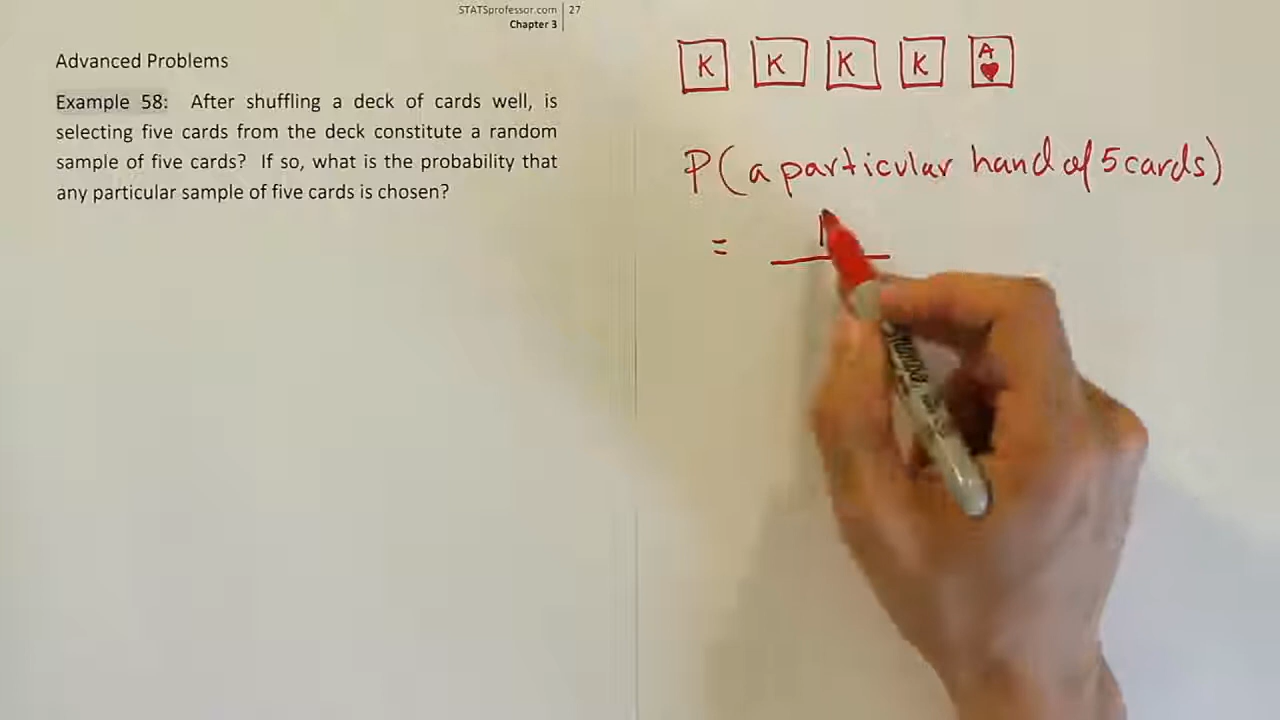 STATSprofessor.com 27
Chapter 3
Advanced Problems
Example 58: After shuffling a deck of cards well, is
selecting five cards from the deck constitute a random
sample of five cards? If so, what is the probability that
any particular sample of five cards is chosen?
K K K K A
P(a particular hand of 5 cards)
= 1